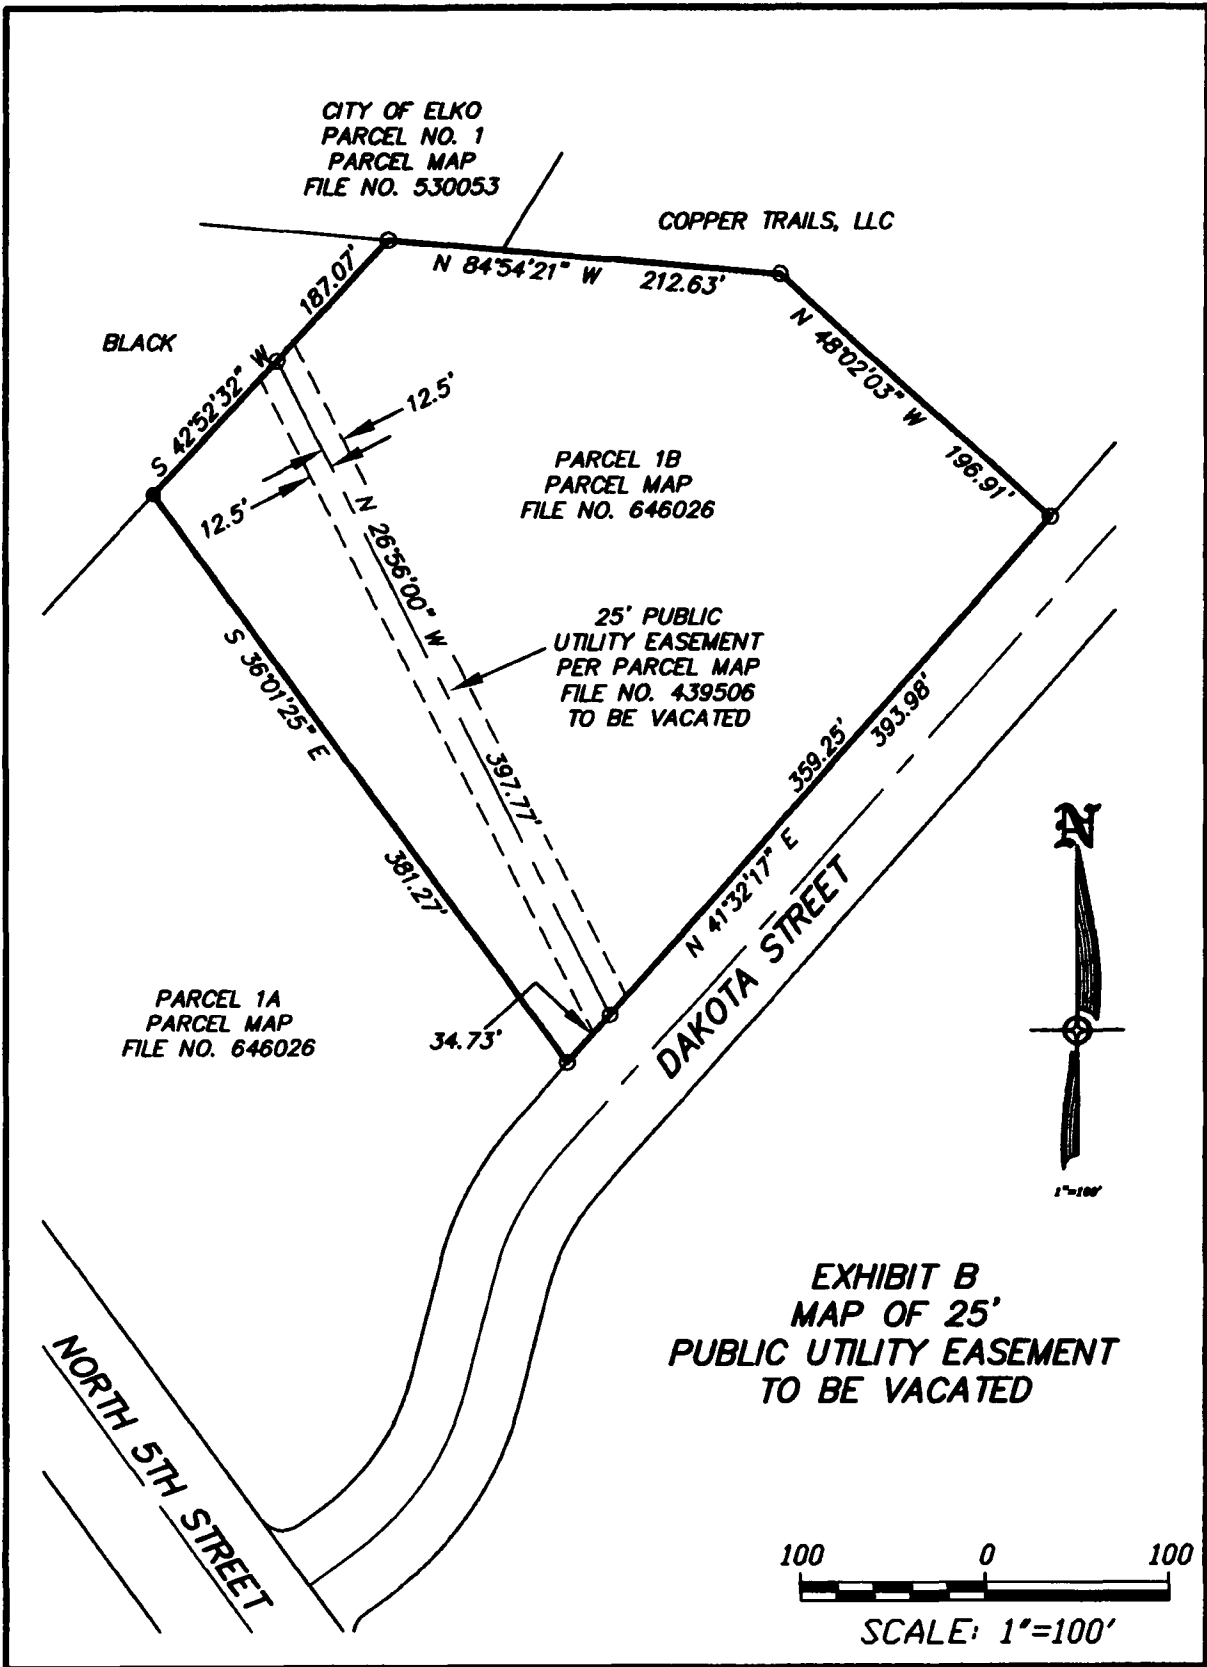 CITY OF ELKO
PARCEL NO. 1
PARCEL MAP
FILE NO. 530053
COPPER TRAILS, LLC
N 84°54'21" W 212.63'
187.07'
BLACK
S 42°52'32" W
N 48°02'03" W
196.91'
12.5'
12.5'
PARCEL 1B
PARCEL MAP
FILE NO. 646026
N 26°56'00" W
397.77'
25' PUBLIC
UTILITY EASEMENT
PER PARCEL MAP
FILE NO. 439506
TO BE VACATED
S 36°01'25" E
381.27'
359.25'
393.98'
N 41°32'17" E
DAKOTA STREET
N
1"=100'
PARCEL 1A
PARCEL MAP
FILE NO. 646026
34.73'
EXHIBIT B
MAP OF 25'
PUBLIC UTILITY EASEMENT
TO BE VACATED
NORTH 5TH STREET
100 0 100
SCALE: 1"=100'